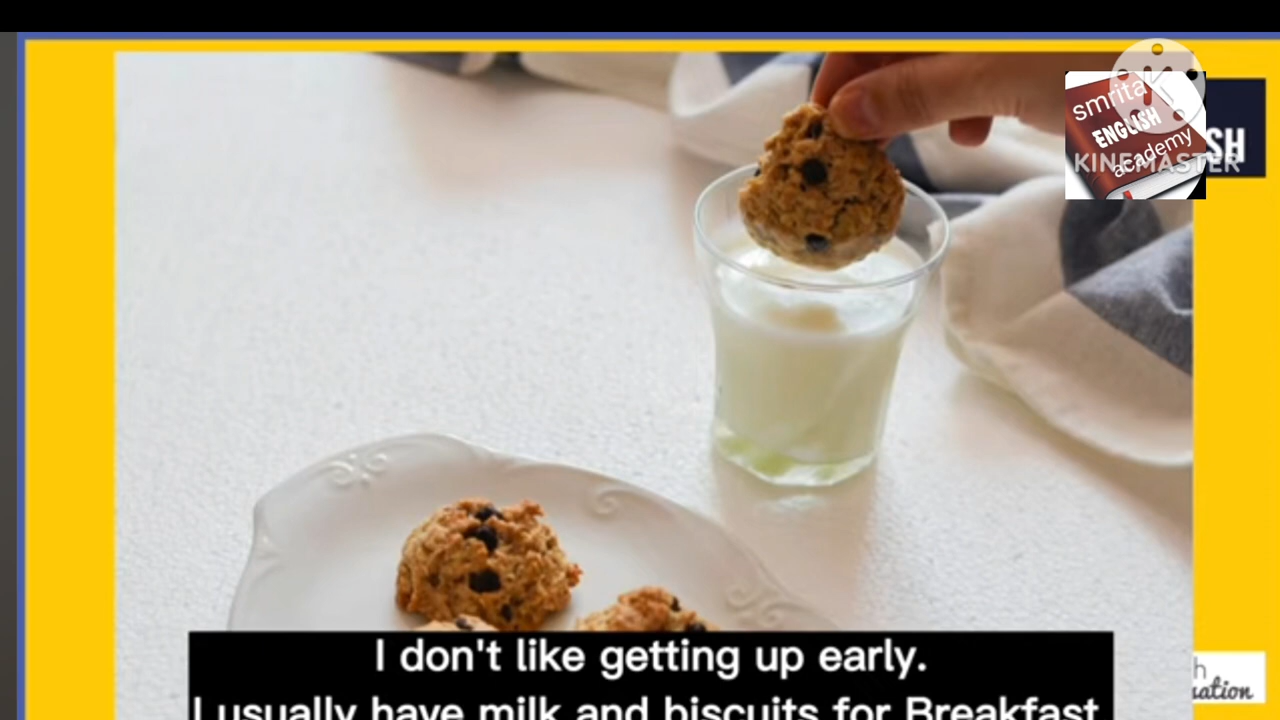 smrita
ENGLISH
academy
KINEMASTER
SH
I don't like getting up early.
I usually have milk and biscuits for Breakfast